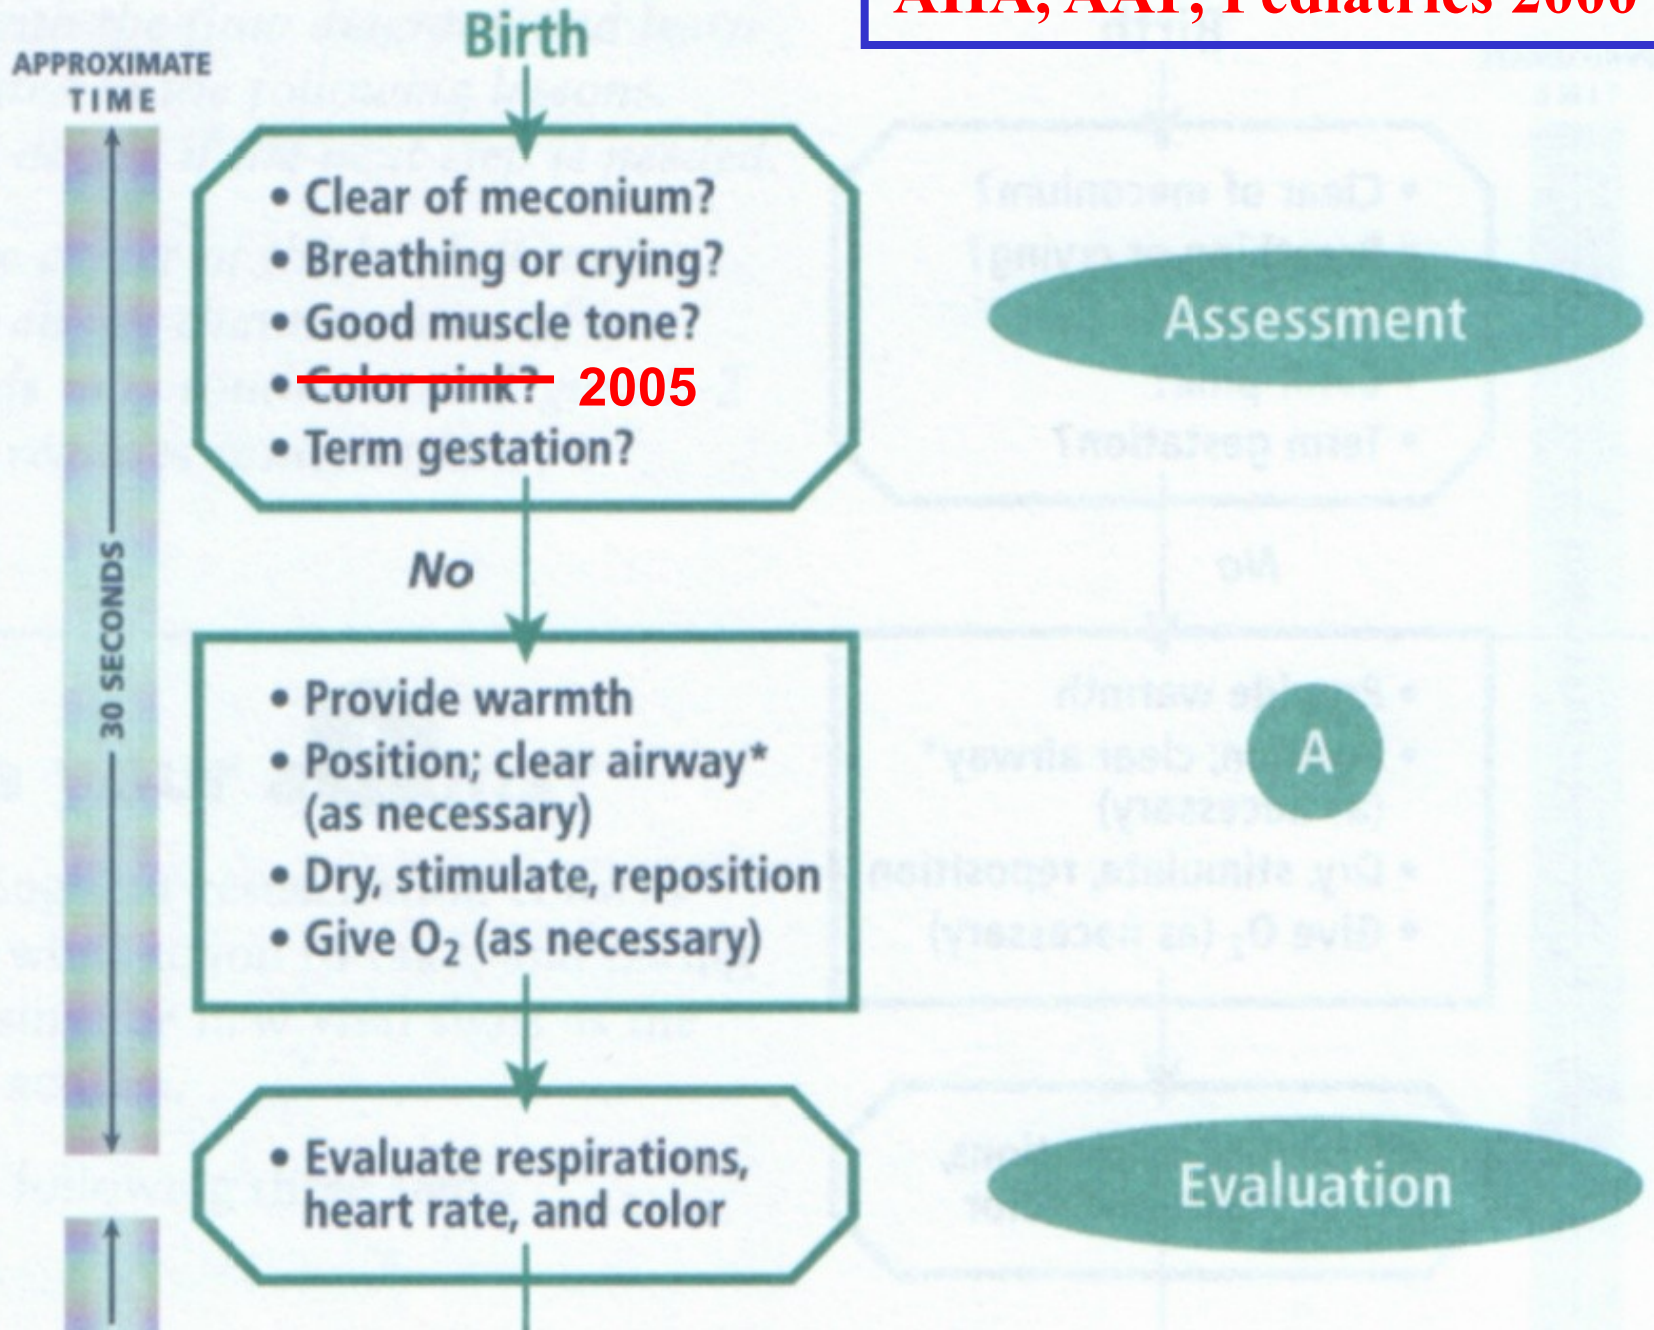 AHA, AAP, Pediatrics 2000
Birth
APPROXIMATE
TIME
• Clear of meconium?
• Breathing or crying?
• Good muscle tone?
• Color pink? 2005
• Term gestation?
Assessment
No
30 SECONDS
• Provide warmth
• Position; clear airway*
(as necessary)
• Dry, stimulate, reposition
• Give O₂ (as necessary)
A
• Evaluate respirations,
heart rate, and color
Evaluation